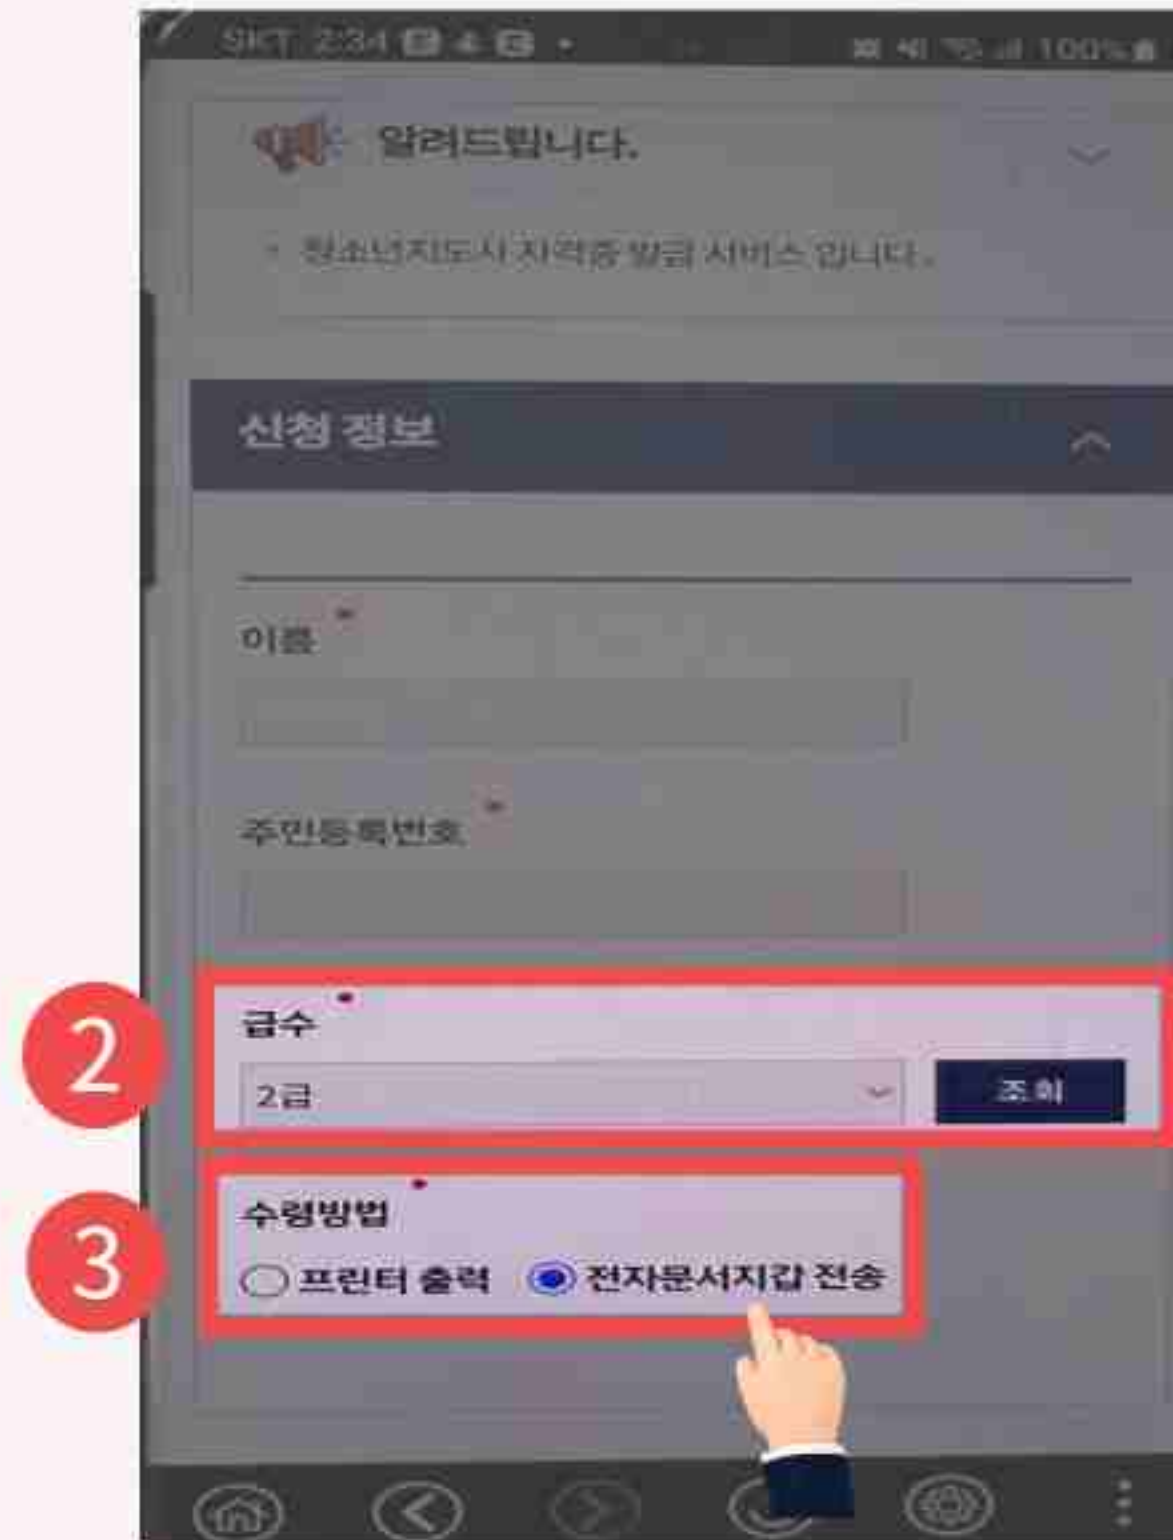 SKT 2:34
100%
알려드립니다.
청소년지도사 자격증 발급 서비스 입니다.
신청 정보
이름 *
주민등록번호 *
2
급수 *
2급
조회
3
수령방법 *
프린터 출력
전자문서지갑 전송